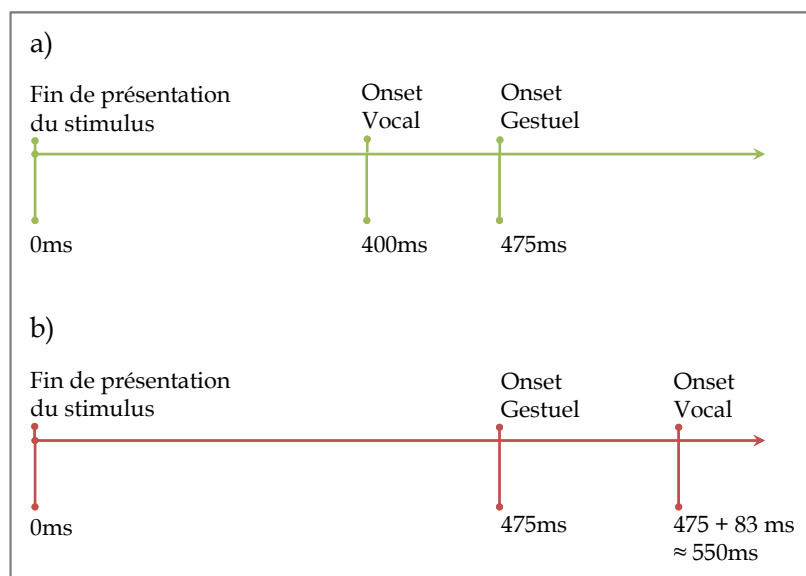 a)
Fin de présentation
du stimulus
Onset
Vocal
Onset
Gestuel
0ms
400ms
475ms
b)
Fin de présentation
du stimulus
Onset
Gestuel
Onset
Vocal
0ms
475ms
475 + 83 ms
≈ 550ms